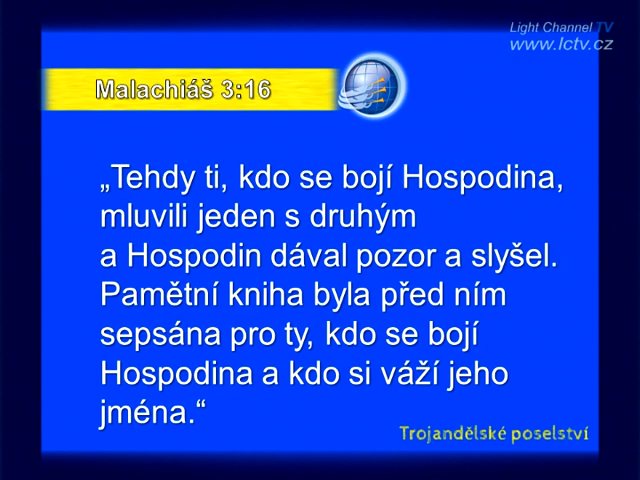 Light Channel TV
www.lctv.cz
Malachiáš 3:16
„Tehdy ti, kdo se bojí Hospodina,
mluvili jeden s druhým
a Hospodin dával pozor a slyšel.
Pamětní kniha byla před ním
sepsána pro ty, kdo se bojí
Hospodina a kdo si váží jeho
jména.“
Trojandělské poselství